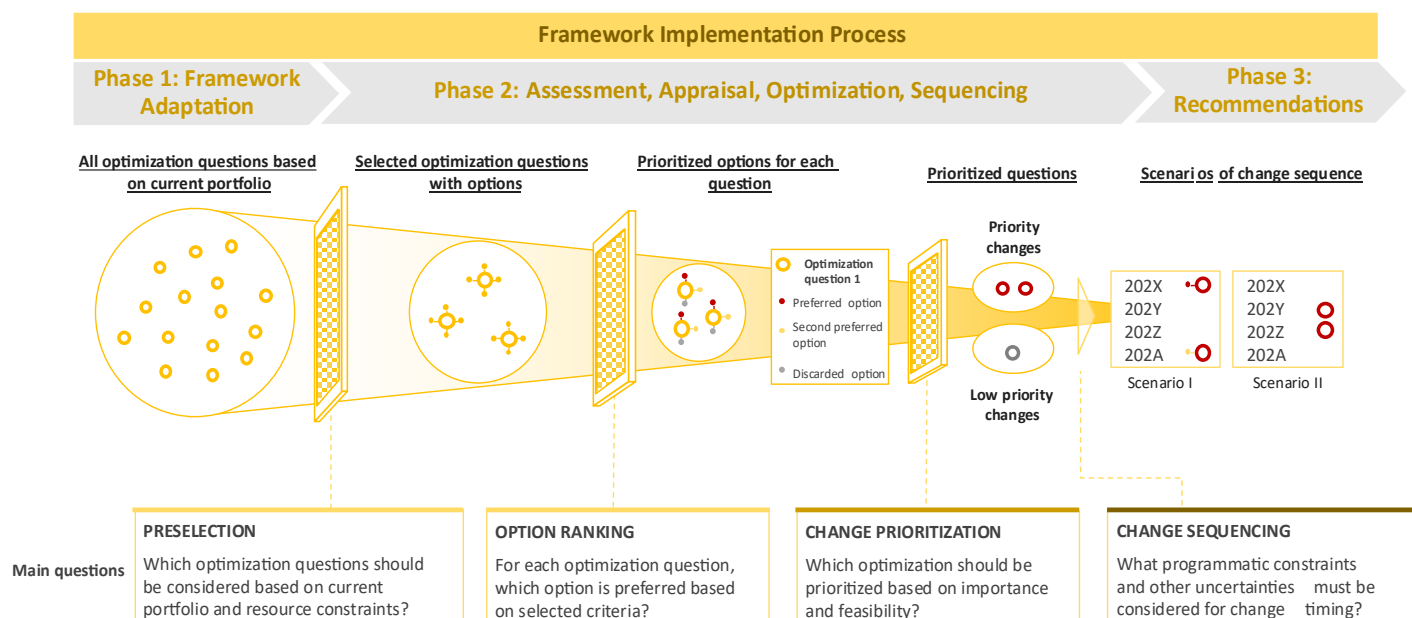 Framework Implementation Process
Phase 1: Framework
Adaptation
Phase 2: Assessment, Appraisal, Optimization, Sequencing
Phase 3:
Recommendations
All optimization questions based
on current portfolio
Selected optimization questions
with options
Prioritized options for each
question
Prioritized questions
Scenarios of change sequence
Priority
changes
Optimization
question 1
Preferred option
Second preferred
option
Discarded option
Low priority
changes
202X
202Y
202Z
202A
Scenario I
202X
202Y
202Z
202A
Scenario II
Main questions
PRESELECTION
Which optimization questions should
be considered based on current
portfolio and resource constraints?
OPTION RANKING
For each optimization question,
which option is preferred based
on selected criteria?
CHANGE PRIORITIZATION
Which optimization should be
prioritized based on importance
and feasibility?
CHANGE SEQUENCING
What programmatic constraints
and other uncertainties must be
considered for change timing?